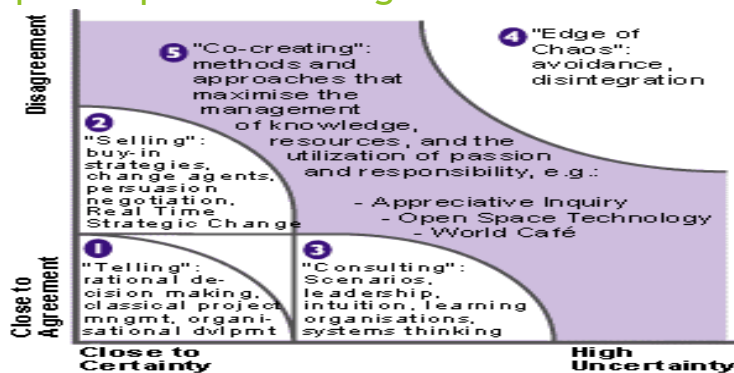 Disagreement
Close to
Agreement
5 "Co-creating":
methods and
approaches that
maximise the
management
of knowledge,
resources, and the
utilization of passion
and responsibility, e.g.:
- Appreciative Inquiry
- Open Space Technology
- World Café
4 "Edge of
Chaos":
avoidance,
disintegration
2
"Selling":
buy-in
strategies,
change agents,
persuasion
negotiation,
Real Time
Strategic Change
1
"Telling":
rational de-
cision making,
classical project
mngmt, organi-
sational dvlpmt
3
"Consulting":
Scenarios,
leadership,
intuition, learning
organisations,
systems thinking
Close to
Certainty
High
Uncertainty